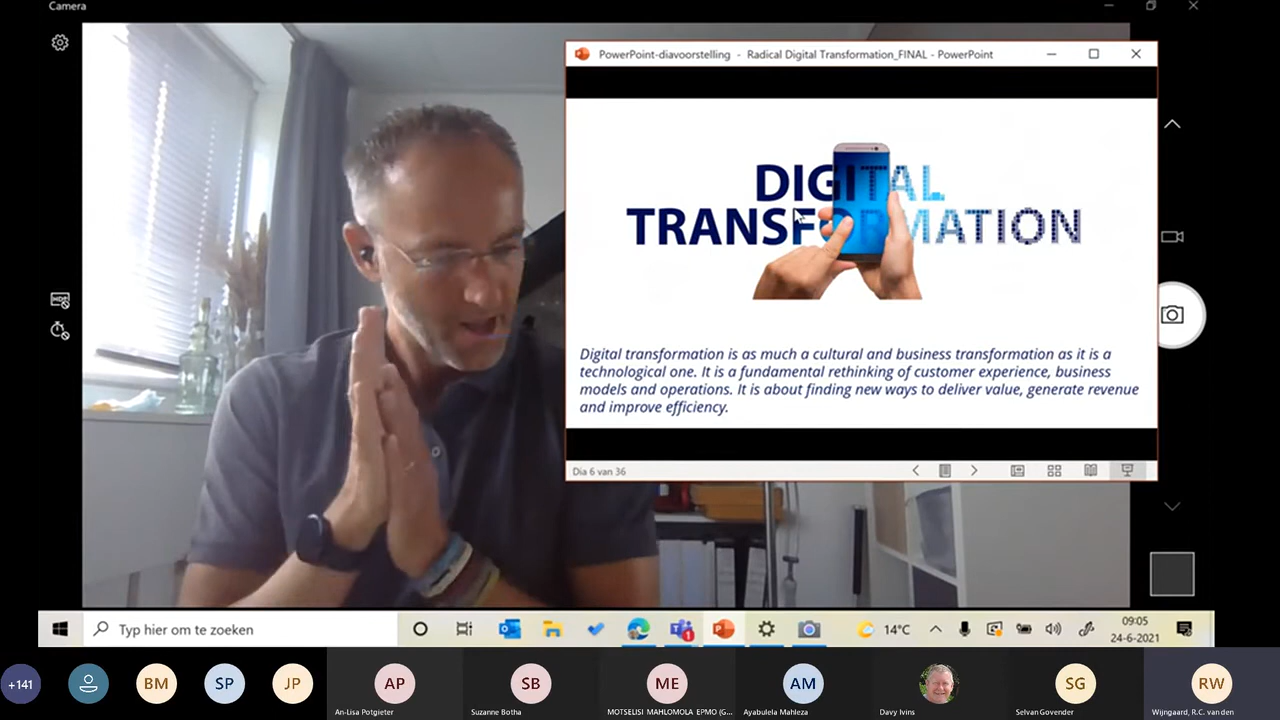 Camera
PowerPoint-diavoorstelling - Radical Digital Transformation_FINAL - PowerPoint
DIGITAL
TRANSFORMATION
Digital transformation is as much a cultural and business transformation as it is a
technological one. It is a fundamental rethinking of customer experience, business
models and operations. It is about finding new ways to deliver value, generate revenue
and improve efficiency.
Dia 6 van 36
HDR
Typ hier om te zoeken
1
14°C
09:05
24-6-2021
+141
BM
SP
JP
AP
SB
ME
AM
SG
RW
An-Lisa Potgieter
Suzanne Botha
MOTSELISI MAHLOMOLA EPMO (G...
Ayabulela Mahleza
Davy Ivins
Selvan Govender
Wijngaard, R.C. van den